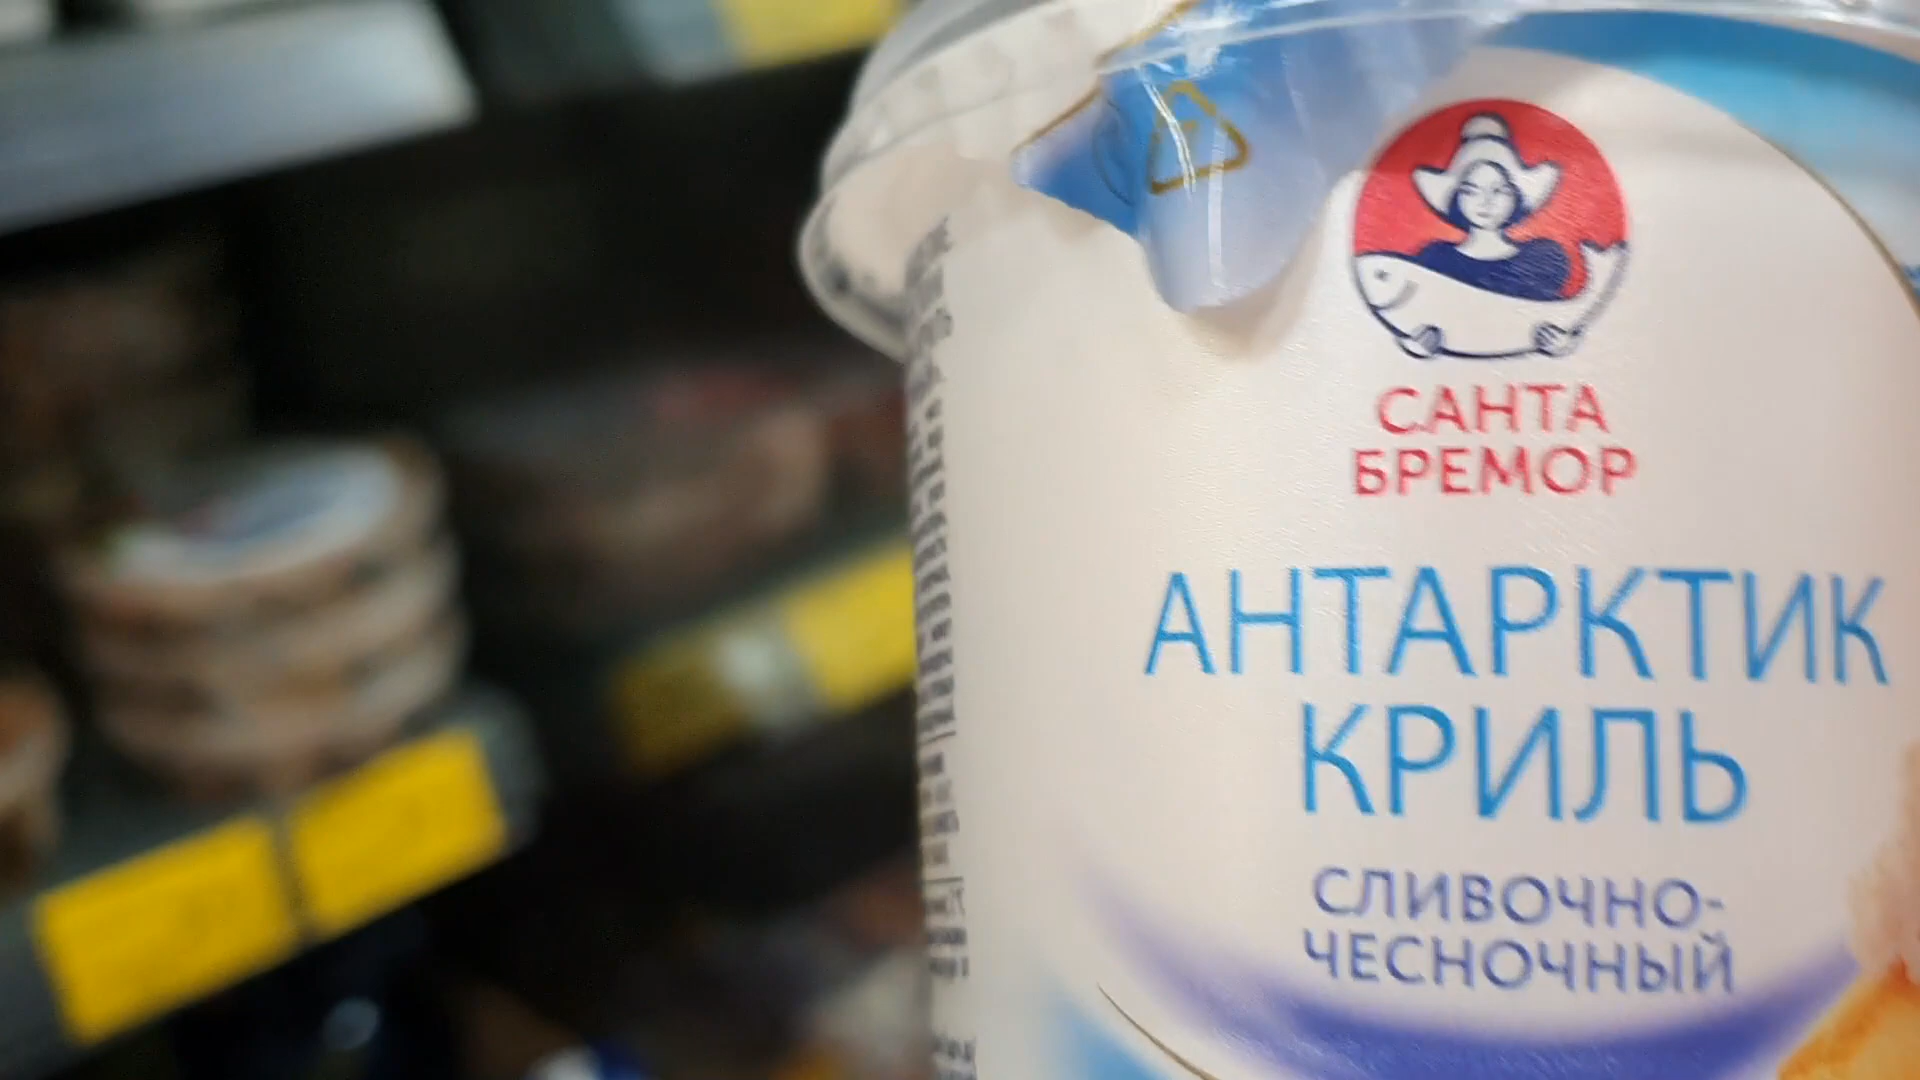 САНТА
БРЕМОР
АНТАРКТИК
КРИЛЬ
СЛИВОЧНО-
ЧЕСНОЧНЫЙ